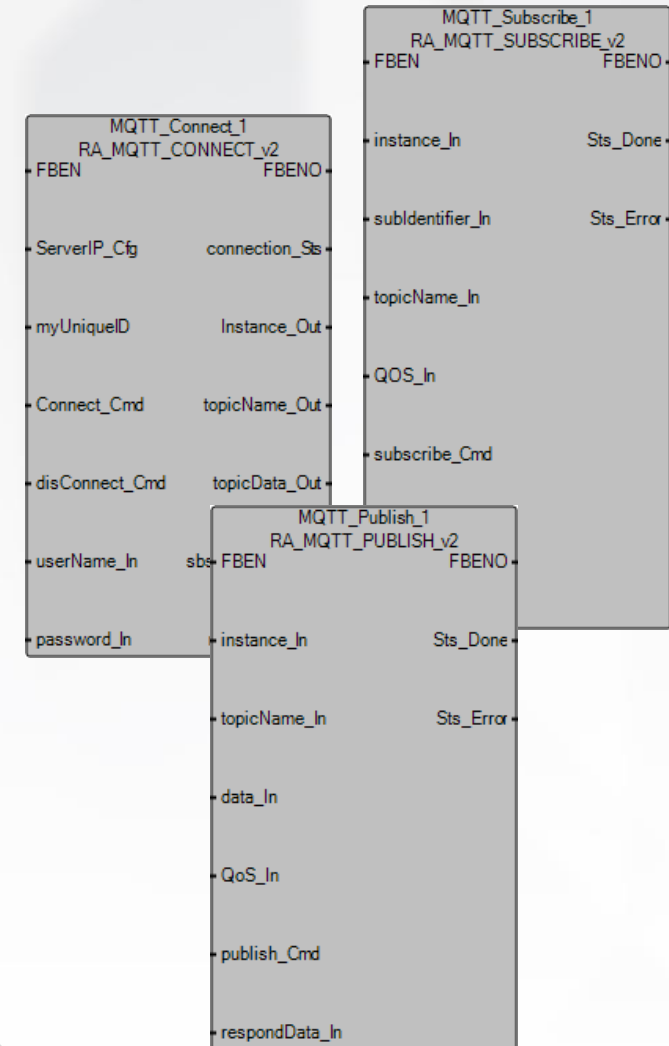 MQTT_Subscribe_1
RA_MQTT_SUBSCRIBE_v2
FBEN FBENO
instance_In Sts_Done
subIdentifier_In Sts_Error
topicName_In
QOS_In
subscribe_Cmd
MQTT_Connect_1
RA_MQTT_CONNECT_v2
FBEN FBENO
ServerIP_Cfg connection_Sts
myUniqueID Instance_Out
Connect_Cmd topicName_Out
disConnect_Cmd topicData_Out
userName_In sbs
password_In
MQTT_Publish_1
RA_MQTT_PUBLISH_v2
FBEN FBENO
instance_In Sts_Done
topicName_In Sts_Error
data_In
QoS_In
publish_Cmd
respondData_In